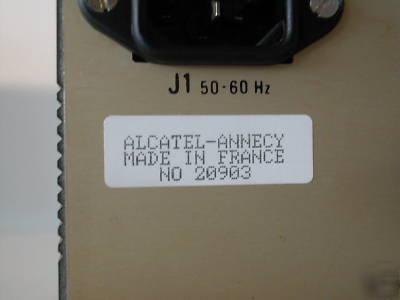 J1 50-60 Hz
ALCATEL-ANNECY
MADE IN FRANCE
NO 20903